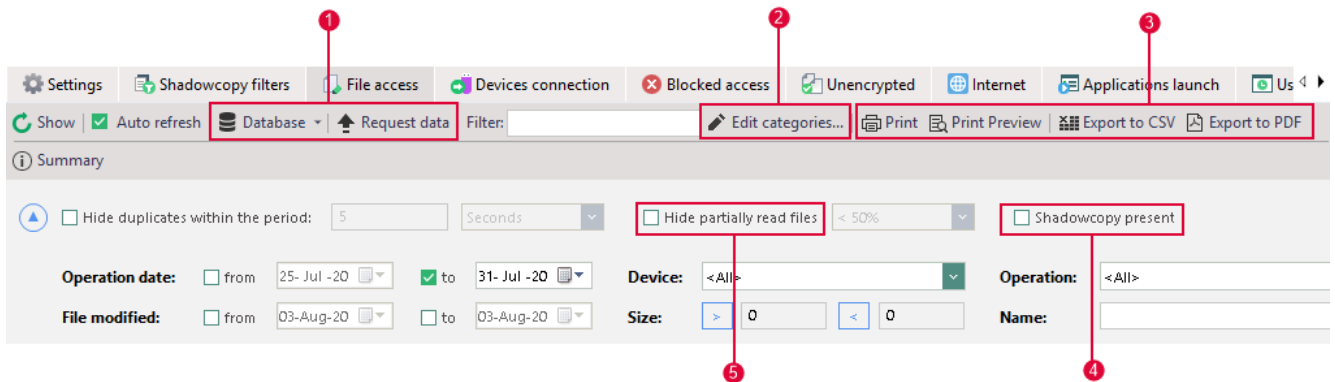 1 2 3
Settings Shadowcopy filters File access Devices connection Blocked access Unencrypted Internet Applications launch Us
Show Auto refresh Database Request data Filter: Edit categories... Print Print Preview Export to CSV Export to PDF
Summary
Hide duplicates within the period: 5 Seconds Hide partially read files < 50% Shadowcopy present
Operation date: from 25- Jul -20 to 31- Jul -20 Device: <All> Operation: <All>
File modified: from 03-Aug-20 to 03-Aug-20 Size: > 0 < 0 Name:
5 4